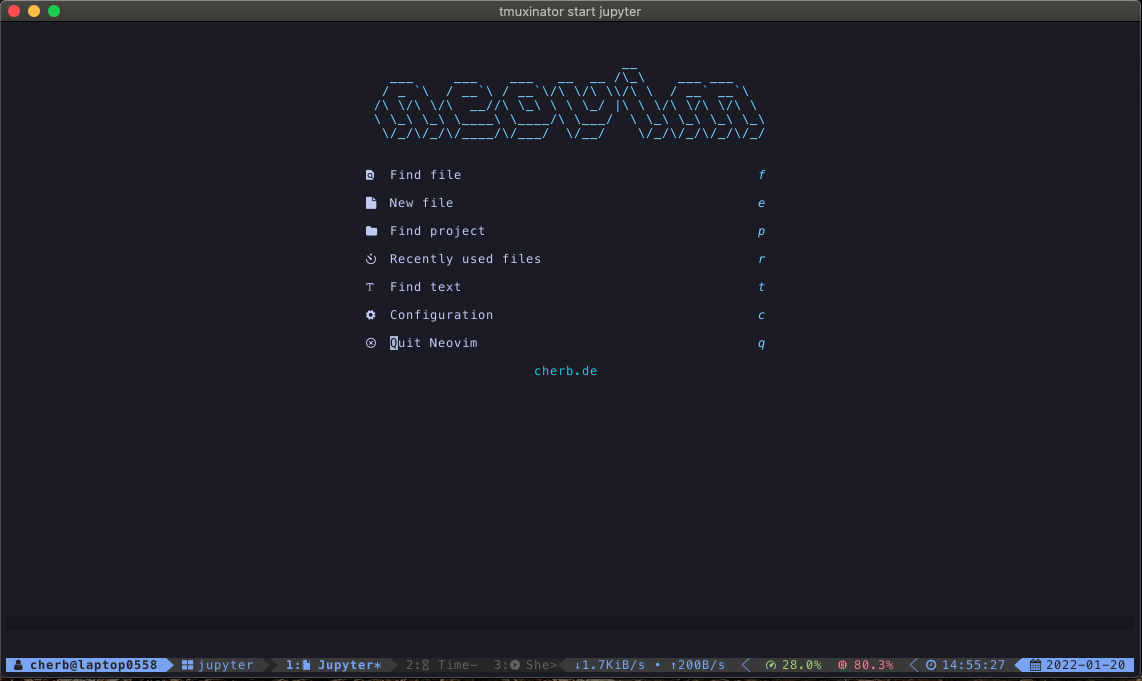 tmuxinator start jupyter
neovim
Find file f
New file e
Find project p
Recently used files r
Find text t
Configuration c
Quit Neovim q
cherb.de
cherb@laptop0558 jupyter 1: Jupyter* 2: Time- 3: She> ↓1.7KiB/s • ↑200B/s 28.0% 80.3% 14:55:27 2022-01-20